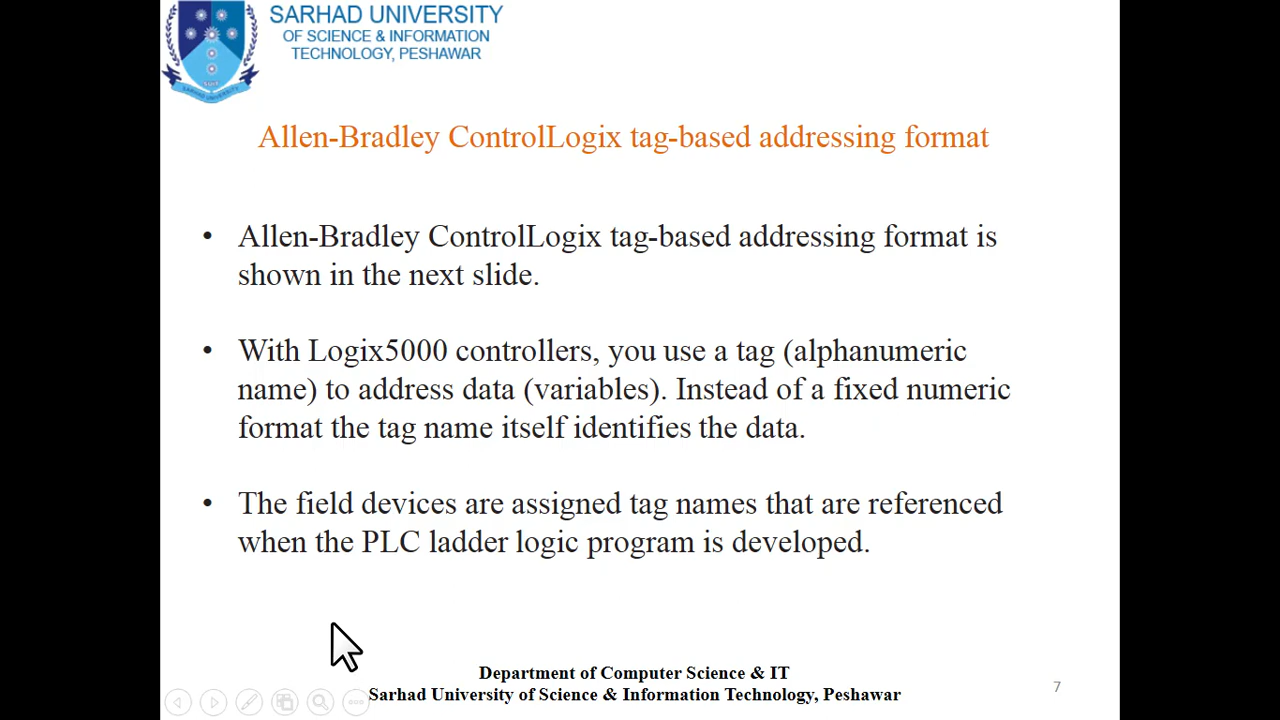 SARHAD UNIVERSITY
OF SCIENCE & INFORMATION
TECHNOLOGY, PESHAWAR
Allen-Bradley ControlLogix tag-based addressing format
• Allen-Bradley ControlLogix tag-based addressing format is
shown in the next slide.
• With Logix5000 controllers, you use a tag (alphanumeric
name) to address data (variables). Instead of a fixed numeric
format the tag name itself identifies the data.
• The field devices are assigned tag names that are referenced
when the PLC ladder logic program is developed.
Department of Computer Science & IT
Sarhad University of Science & Information Technology, Peshawar
7